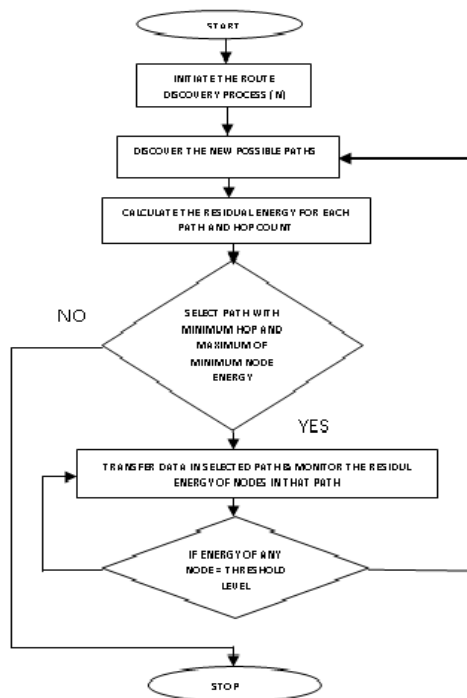 START
INITIATE THE ROUTE
DISCOVERY PROCESS (N)
DISCOVER THE NEW POSSIBLE PATHS
CALCULATE THE RESIDUAL ENERGY FOR EACH
PATH AND HOP COUNT
SELECT PATH WITH
MINIMUM HOP AND
MAXIMUM OF
MINIMUM NODE
ENERGY
NO
YES
TRANSFER DATA IN SELECTED PATH & MONITOR THE RESIDUL
ENERGY OF NODES IN THAT PATH
IF ENERGY OF ANY
NODE = THRESHOLD
LEVEL
STOP